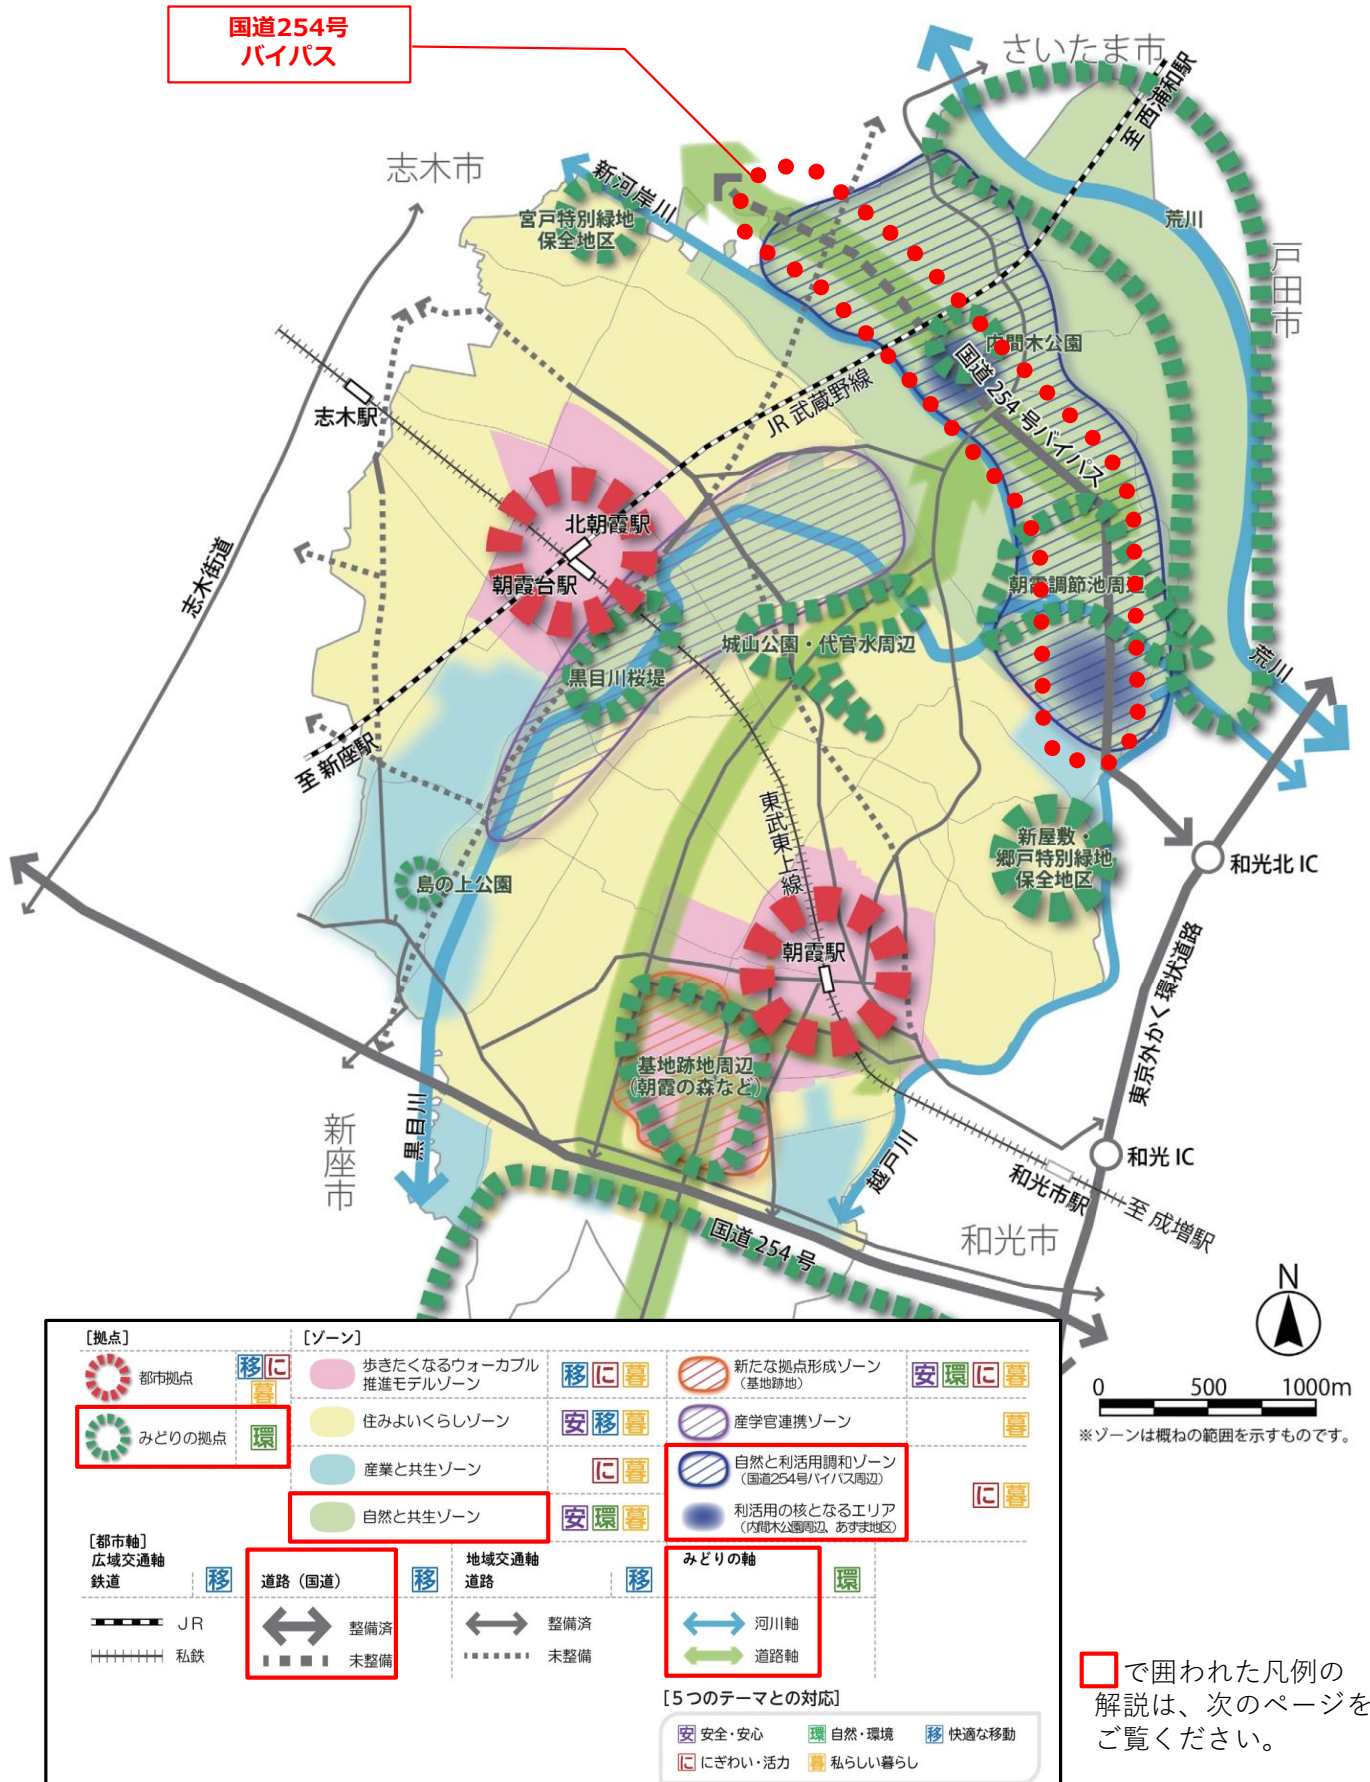 国道254号
バイパス
さいたま市
至 西浦和駅
志木市
新河岸川
宮戸特別緑地
保全地区
荒川
戸田市
内間木公園
国道 254 号バイパス
JR 武蔵野線
志木駅
北朝霞駅
朝霞台駅
志木街道
朝霞調節池周辺
城山公園・代官水周辺
黒目川桜堤
荒川
至 新座駅
東武東上線
新屋敷・
郷戸特別緑地
保全地区
和光北 IC
島の上公園
朝霞駅
東京外かく環状道路
基地跡地周辺
(朝霞の森など)
新座市
黒目川
越戸川
和光 IC
和光市駅
至 成増駅
和光市
国道 254 号
N
0 500 1000m
※ゾーンは概ねの範囲を示すものです。
[拠点]
都市拠点 移 に 暮
みどりの拠点 環
[ゾーン]
歩きたくなるウォーカブル
推進モデルゾーン 移 に 暮
住みよいくらしゾーン 安 移 暮
産業と共生ゾーン に 暮
自然と共生ゾーン 安 環 暮
新たな拠点形成ゾーン
(基地跡地) 安 環 に 暮
産学官連携ゾーン 暮
自然と利活用調和ゾーン
(国道254号バイパス周辺)
利活用の核となるエリア
(内間木公園周辺、あずま地区)
に 暮
[都市軸]
広域交通軸
鉄道 移
JR
私鉄
道路（国道） 移
整備済
未整備
地域交通軸
道路 移
整備済
未整備
みどりの軸 環
河川軸
道路軸
[５つのテーマとの対応]
安 安全・安心 環 自然・環境 移 快適な移動
に にぎわい・活力 暮 私らしい暮らし
で囲われた凡例の
解説は、次のページを
ご覧ください。